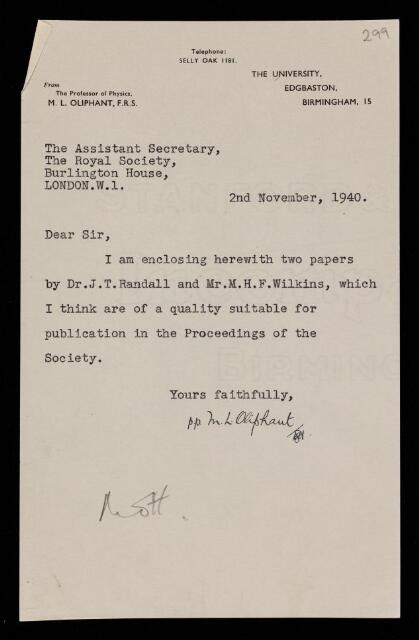 299
Telephone:
SELLY OAK 1181.
THE UNIVERSITY,
EDGBASTON,
BIRMINGHAM, 15
From
The Professor of Physics,
M. L. OLIPHANT, F.R.S.
The Assistant Secretary,
The Royal Society,
Burlington House,
LONDON.W.1.
2nd November, 1940.
Dear Sir,
I am enclosing herewith two papers
by Dr.J.T.Randall and Mr.M.H.F.Wilkins, which
I think are of a quality suitable for
publication in the Proceedings of the
Society.
Yours faithfully,
pp M. L Oliphant